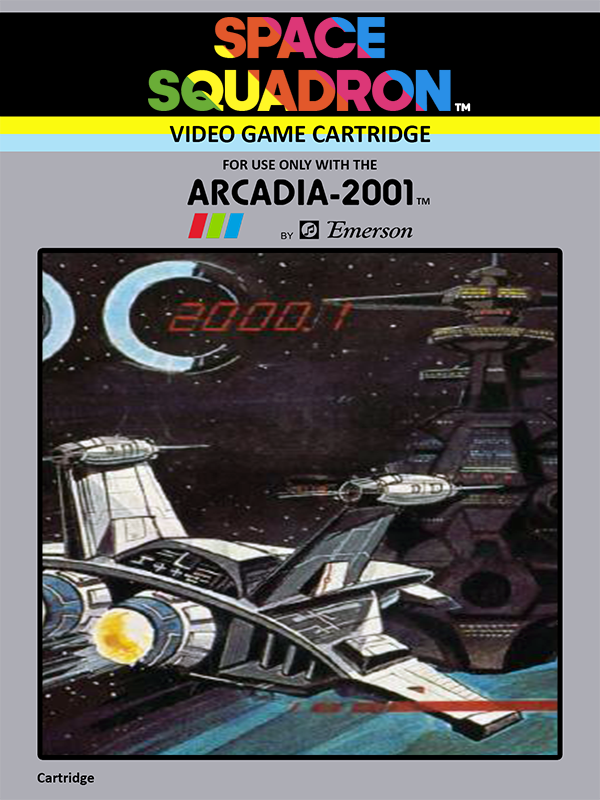 SPACE
SQUADRON™
VIDEO GAME CARTRIDGE
FOR USE ONLY WITH THE
ARCADIA-2001™
BY Emerson
2000.1
Cartridge